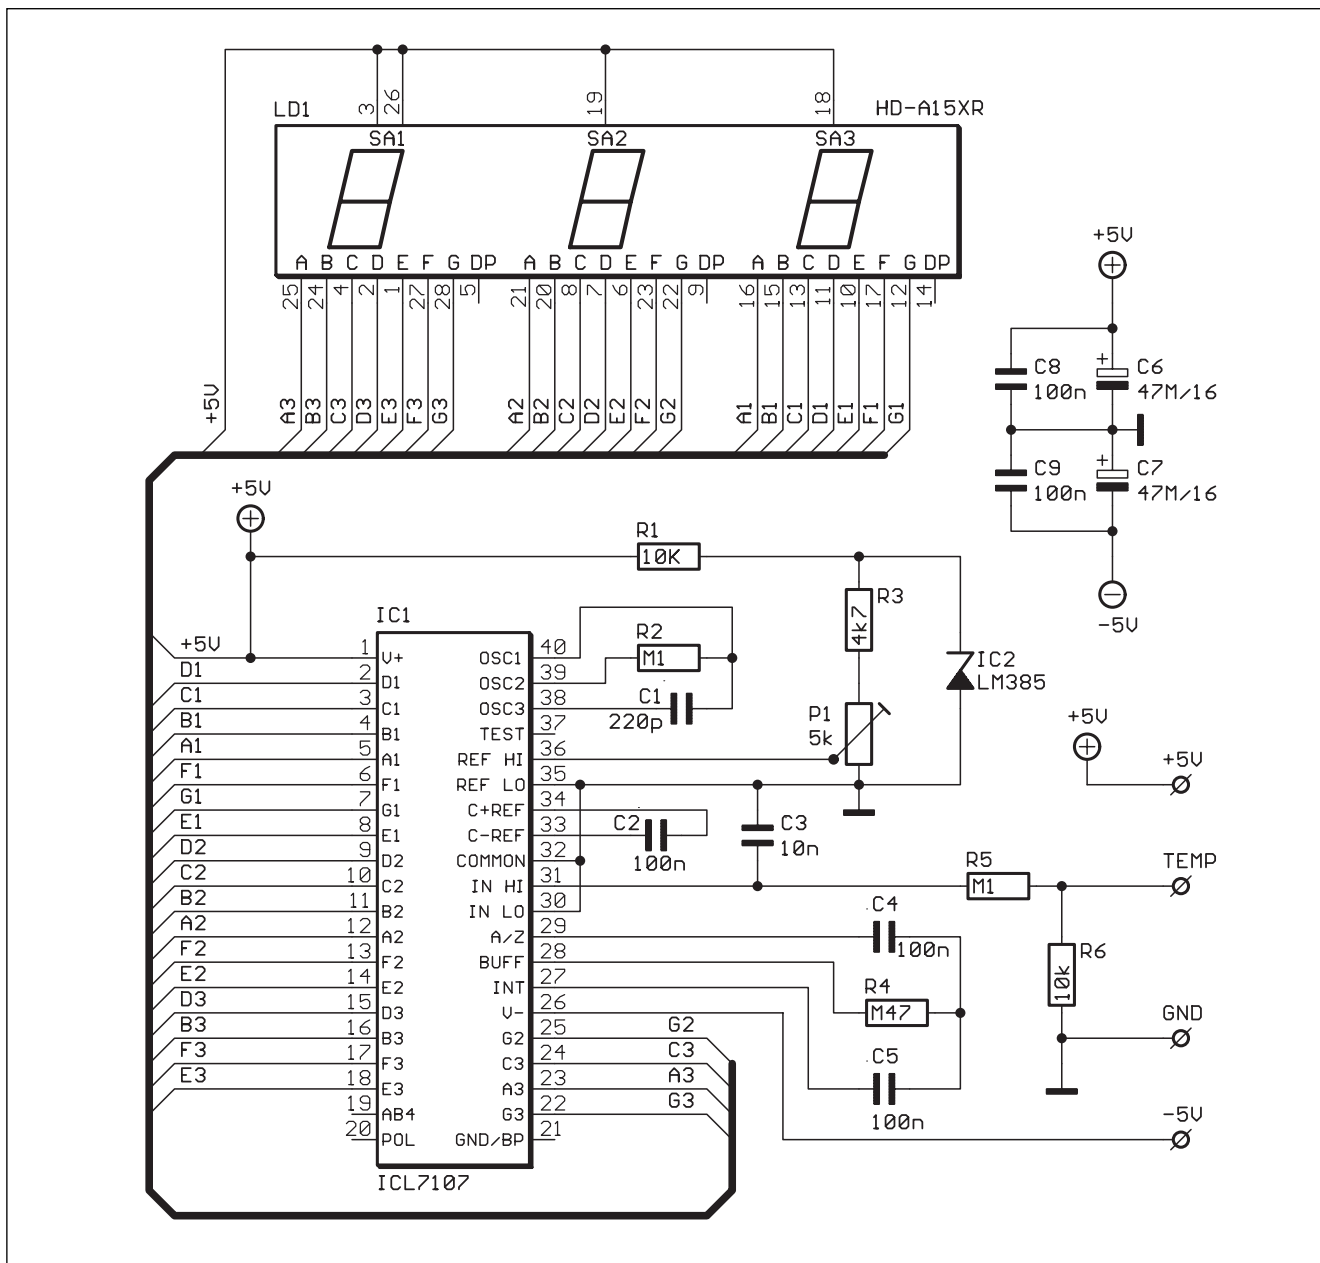 3 26 19 18
LD1 HD-A15XR
SA1 SA2 SA3
A B C D E F G DP A B C D E F G DP A B C D E F G DP
25 24 4 2 1 27 28 5 21 20 8 7 6 23 22 9 16 15 13 11 10 17 12 14
+5V A3 B3 C3 D3 E3 F3 G3 A2 B2 C2 D2 E2 F2 G2 A1 B1 C1 D1 E1 F1 G1
+5V
C8 100n
+ C6 47M/16
C9 100n
+ C7 47M/16
-5V
+5V
R1
10K
R3
4k7
IC1
R2
M1
C1
220p
P1
5k
IC2
LM385
+5V 1 V+ OSC1 40
D1 2 D1 OSC2 39
C1 3 C1 OSC3 38
B1 4 B1 TEST 37
A1 5 A1 REF HI 36
F1 6 F1 REF LO 35
G1 7 G1 C+REF 34
E1 8 E1 C-REF 33
D2 9 D2 COMMON 32
C2 10 C2 IN HI 31
B2 11 B2 IN LO 30
A2 12 A2 A/Z 29
F2 13 F2 BUFF 28
E2 14 E2 INT 27
D3 15 D3 V- 26
B3 16 B3 G2 25 G2
F3 17 F3 C3 24 C3
E3 18 E3 A3 23 A3
19 AB4 G3 22 G3
20 POL GND/BP 21
ICL7107
C2
100n
C3
10n
C4
100n
R4
M47
C5
100n
R5
M1
R6
10k
+5V
+5V
TEMP
GND
-5V